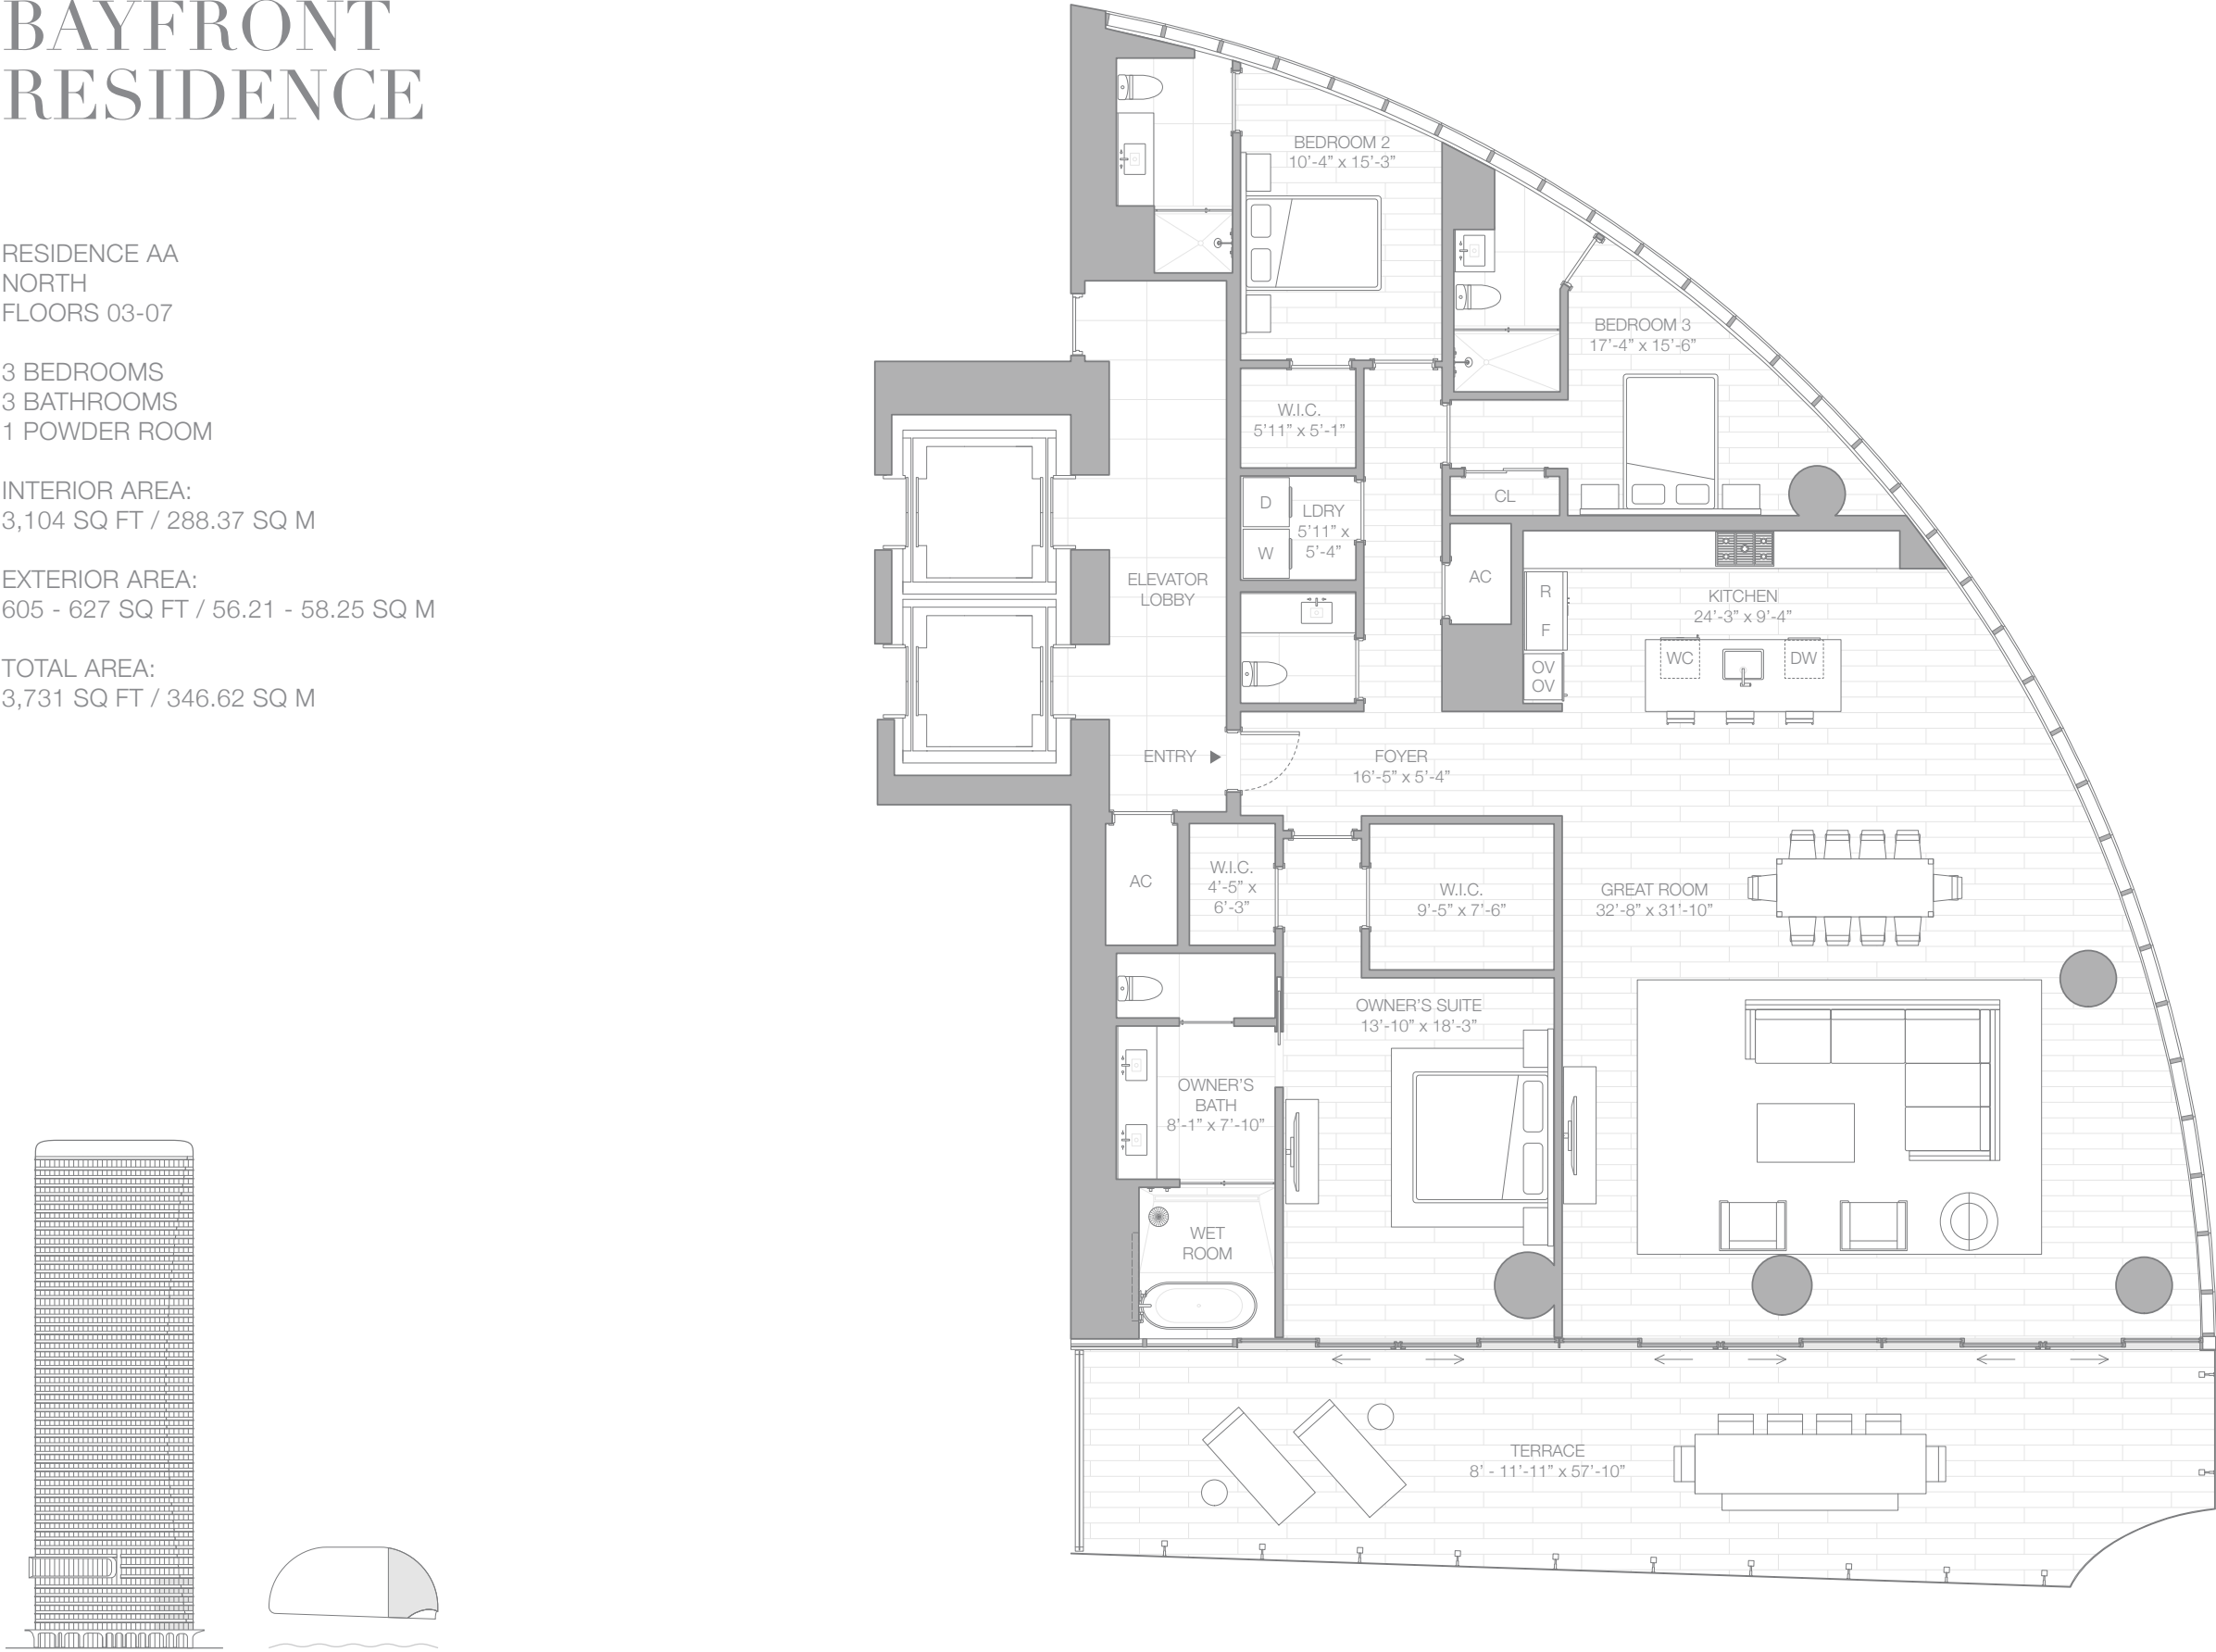 BAYFRONT
RESIDENCE
RESIDENCE AA
NORTH
FLOORS 03-07
3 BEDROOMS
3 BATHROOMS
1 POWDER ROOM
INTERIOR AREA:
3,104 SQ FT / 288.37 SQ M
EXTERIOR AREA:
605 - 627 SQ FT / 56.21 - 58.25 SQ M
TOTAL AREA:
3,731 SQ FT / 346.62 SQ M
BEDROOM 2
10'-4" x 15'-3"
BEDROOM 3
17'-4" x 15'-6"
W.I.C.
5'11" x 5'-1"
CL
D
W
LDRY
5'11" x
5'-4"
AC
ELEVATOR
LOBBY
R
F
OV
OV
KITCHEN
24'-3" x 9'-4"
WC
DW
ENTRY
FOYER
16'-5" x 5'-4"
AC
W.I.C.
4'-5" x
6'-3"
W.I.C.
9'-5" x 7'-6"
GREAT ROOM
32'-8" x 31'-10"
OWNER'S SUITE
13'-10" x 18'-3"
OWNER'S
BATH
8'-1" x 7'-10"
WET
ROOM
TERRACE
8' - 11'-11" x 57'-10"